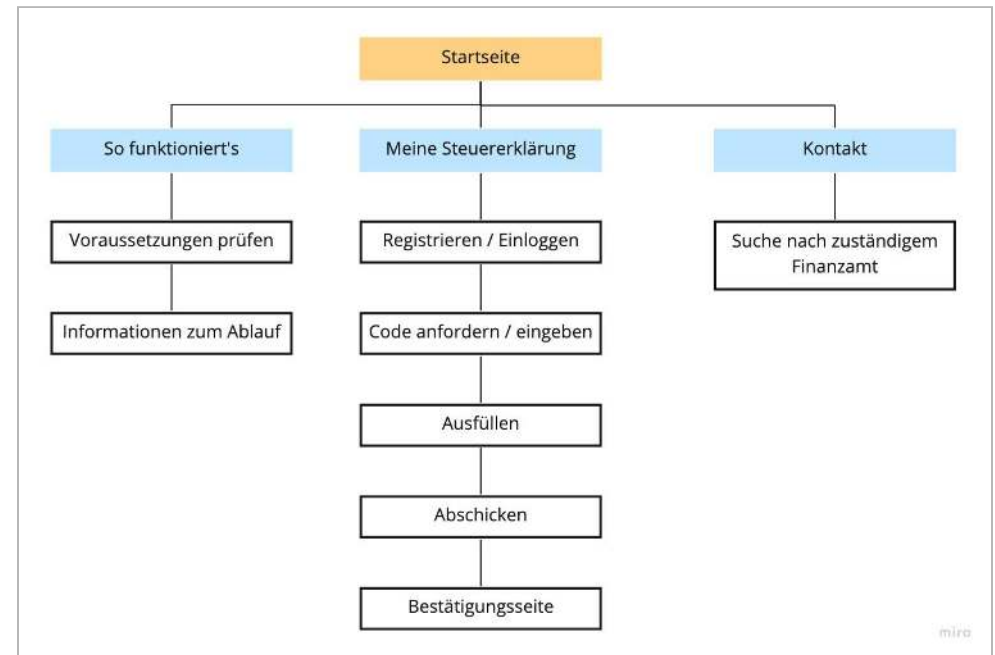 Startseite
So funktioniert's
Meine Steuererklärung
Kontakt
Voraussetzungen prüfen
Registrieren / Einloggen
Suche nach zuständigem
Finanzamt
Informationen zum Ablauf
Code anfordern / eingeben
Ausfüllen
Abschicken
Bestätigungsseite
miro